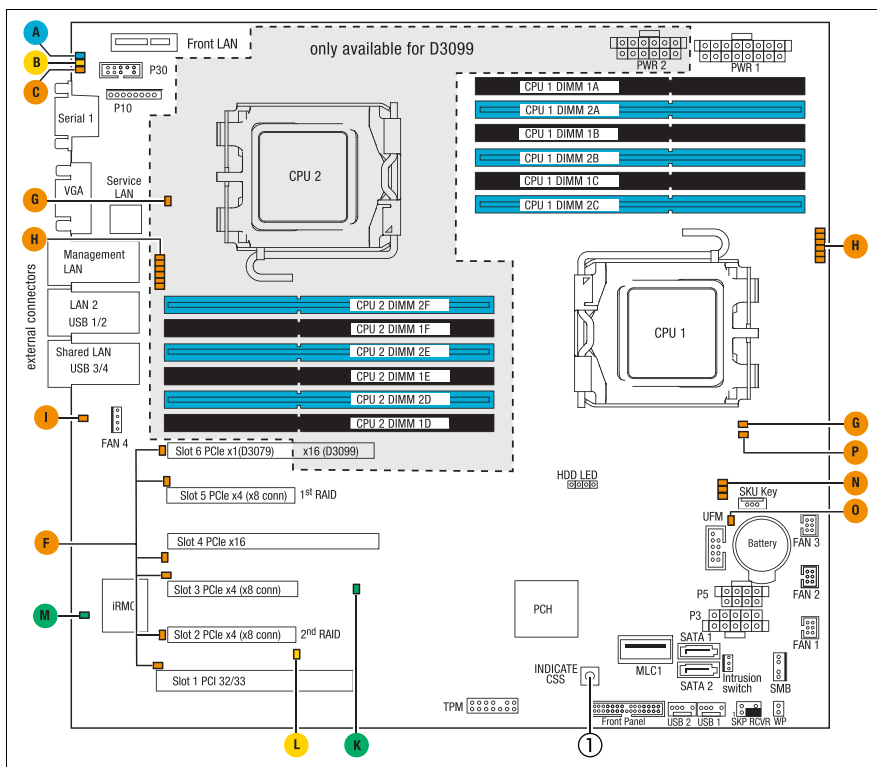 A
B
C
Front LAN
only available for D3099
PWR 2
PWR 1
P30
P10
Serial 1
CPU 1 DIMM 1A
CPU 1 DIMM 2A
CPU 1 DIMM 1B
CPU 1 DIMM 2B
CPU 1 DIMM 1C
CPU 1 DIMM 2C
CPU 2
VGA
Service
LAN
G
H
H
external connectors
Management
LAN
LAN 2
USB 1/2
Shared LAN
USB 3/4
CPU 2 DIMM 2F
CPU 2 DIMM 1F
CPU 2 DIMM 2E
CPU 2 DIMM 1E
CPU 2 DIMM 2D
CPU 2 DIMM 1D
CPU 1
I
FAN 4
G
P
Slot 6 PCIe x1(D3079)
x16 (D3099)
HDD LED
N
SKU Key
Slot 5 PCIe x4 (x8 conn)
1st RAID
UFM
O
F
Slot 4 PCIe x16
Battery
FAN 3
Slot 3 PCIe x4 (x8 conn)
FAN 2
P5
M
iRMC
PCH
P3
Slot 2 PCIe x4 (x8 conn)
2nd RAID
SATA 1
FAN 1
INDICATE
CSS
MLC1
SATA 2
Intrusion
switch
SMB
Slot 1 PCI 32/33
TPM
1
Front Panel
USB 2
USB 1
1
SKP RCVR
WP
L
K
1